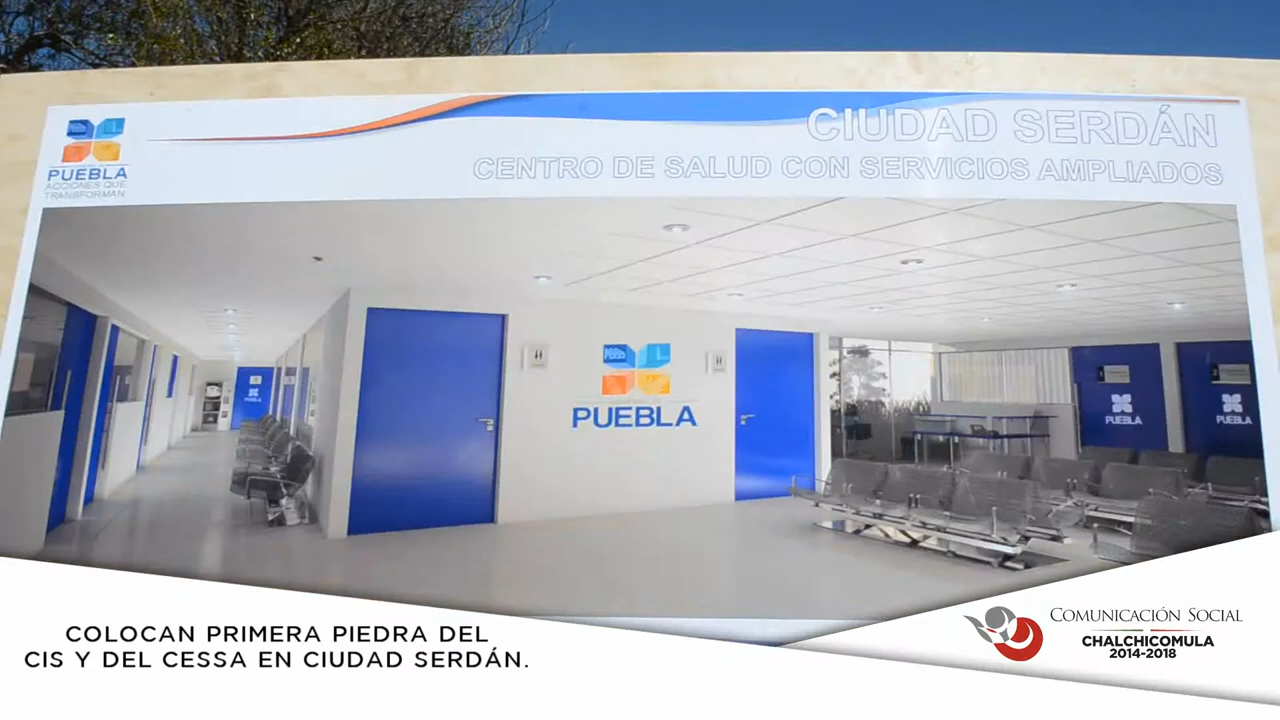 CIUDAD SERDÁN
CENTRO DE SALUD CON SERVICIOS AMPLIADOS
PUEBLA
ACCIONES QUE
TRANSFORMAN
PUEBLA
PUEBLA
PUEBLA
PUEBLA
COLOCAN PRIMERA PIEDRA DEL
CIS Y DEL CESSA EN CIUDAD SERDÁN.
COMUNICACIÓN SOCIAL
CHALCHICOMULA
2014-2018